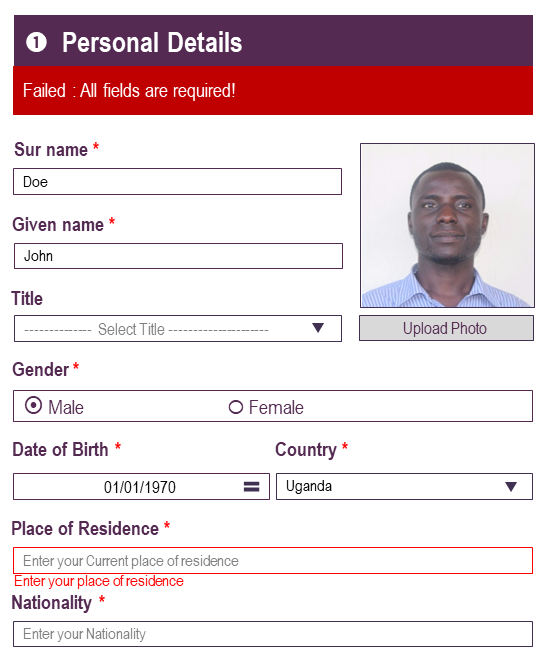 1 Personal Details
Failed : All fields are required!
Sur name *
Doe
Given name *
John
Title
-------------- Select Title ---------------------
Upload Photo
Gender *
Male Female
Date of Birth * Country *
01/01/1970 Uganda
Place of Residence *
Enter your Current place of residence
Enter your place of residence
Nationality *
Enter your Nationality